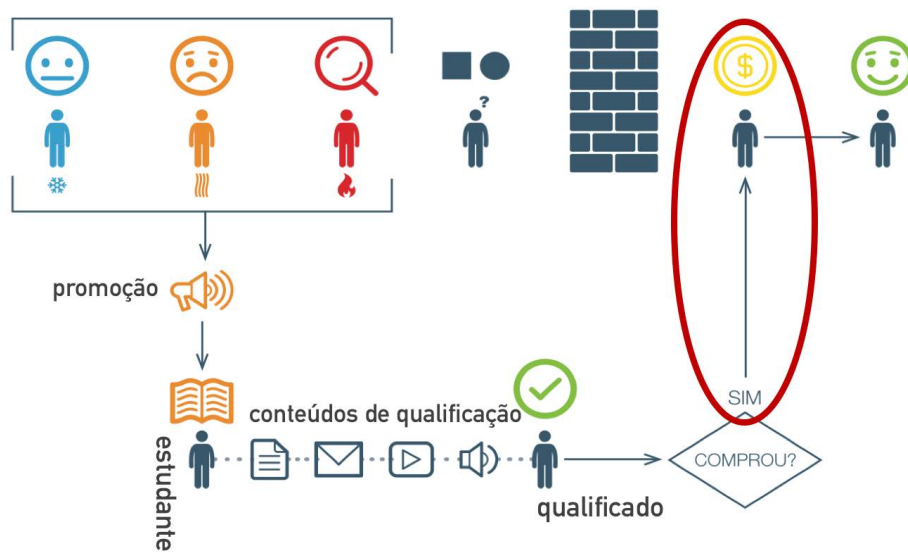 ?
$
promoção
conteúdos de qualificação
estudante
SIM
COMPROU?
qualificado